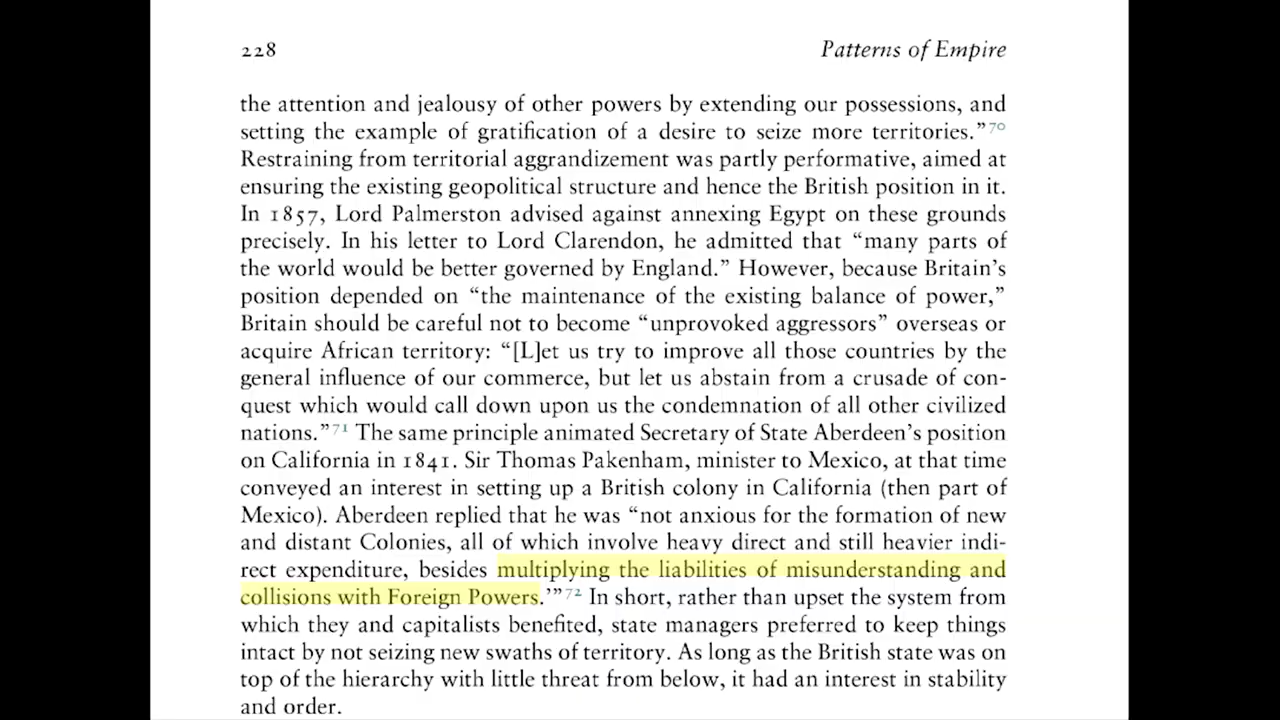 228 Patterns of Empire
the attention and jealousy of other powers by extending our possessions, and
setting the example of gratification of a desire to seize more territories.”70
Restraining from territorial aggrandizement was partly performative, aimed at
ensuring the existing geopolitical structure and hence the British position in it.
In 1857, Lord Palmerston advised against annexing Egypt on these grounds
precisely. In his letter to Lord Clarendon, he admitted that “many parts of
the world would be better governed by England.” However, because Britain’s
position depended on “the maintenance of the existing balance of power,”
Britain should be careful not to become “unprovoked aggressors” overseas or
acquire African territory: “[L]et us try to improve all those countries by the
general influence of our commerce, but let us abstain from a crusade of con-
quest which would call down upon us the condemnation of all other civilized
nations.”71 The same principle animated Secretary of State Aberdeen’s position
on California in 1841. Sir Thomas Pakenham, minister to Mexico, at that time
conveyed an interest in setting up a British colony in California (then part of
Mexico). Aberdeen replied that he was “not anxious for the formation of new
and distant Colonies, all of which involve heavy direct and still heavier indi-
rect expenditure, besides multiplying the liabilities of misunderstanding and
collisions with Foreign Powers.’”72 In short, rather than upset the system from
which they and capitalists benefited, state managers preferred to keep things
intact by not seizing new swaths of territory. As long as the British state was on
top of the hierarchy with little threat from below, it had an interest in stability
and order.